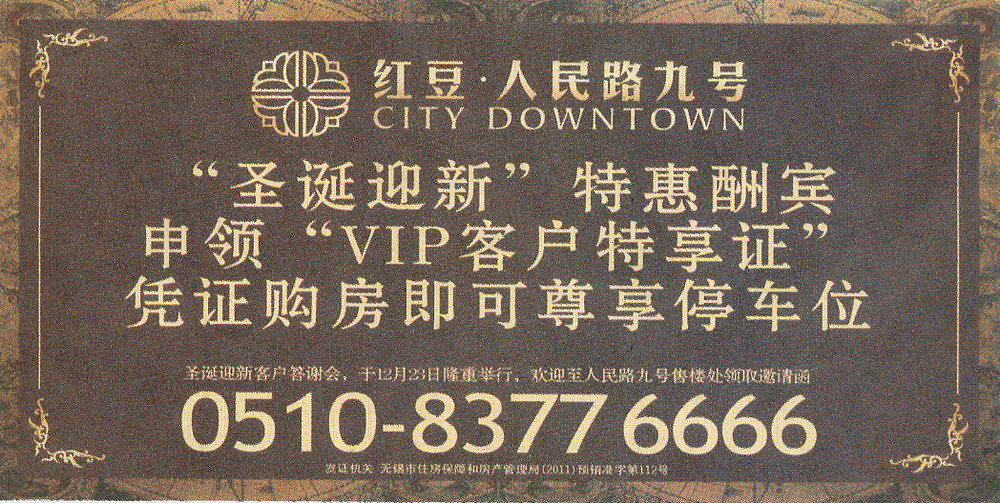 红豆·人民路九号
CITY DOWNTOWN
“圣诞迎新”特惠酬宾
申领“VIP客户特享证”
凭证购房即可尊享停车位
圣诞迎新客户答谢会，于12月23日隆重举行，欢迎至人民路九号售楼处领取邀请函
0510-8377 6666
发证机关 无锡市住房保障和房产管理局(2011)预销准字第112号